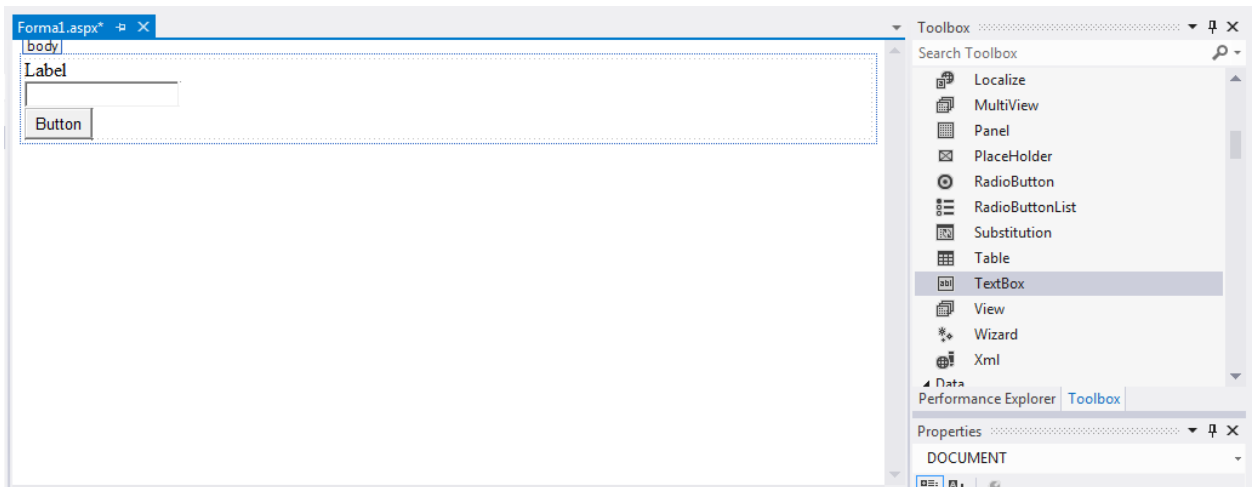 Forma1.aspx*
body
Label
Button
Toolbox
Search Toolbox
Localize
MultiView
Panel
PlaceHolder
RadioButton
RadioButtonList
Substitution
Table
abl TextBox
View
Wizard
Xml
Data
Performance Explorer Toolbox
Properties
DOCUMENT